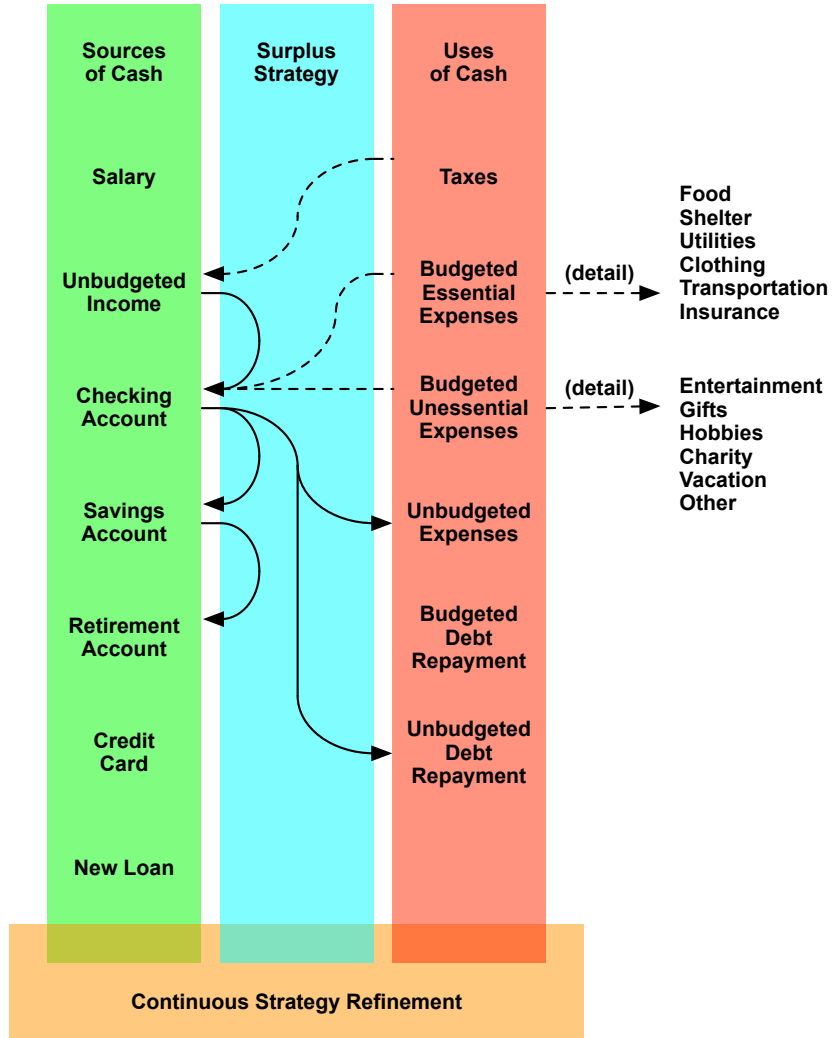 Sources
of Cash
Surplus
Strategy
Uses
of Cash
Salary
Taxes
Unbudgeted
Income
Budgeted
Essential
Expenses
(detail)
Food
Shelter
Utilities
Clothing
Transportation
Insurance
Checking
Account
Budgeted
Unessential
Expenses
(detail)
Entertainment
Gifts
Hobbies
Charity
Vacation
Other
Savings
Account
Unbudgeted
Expenses
Retirement
Account
Budgeted
Debt
Repayment
Credit
Card
Unbudgeted
Debt
Repayment
New Loan
Continuous Strategy Refinement